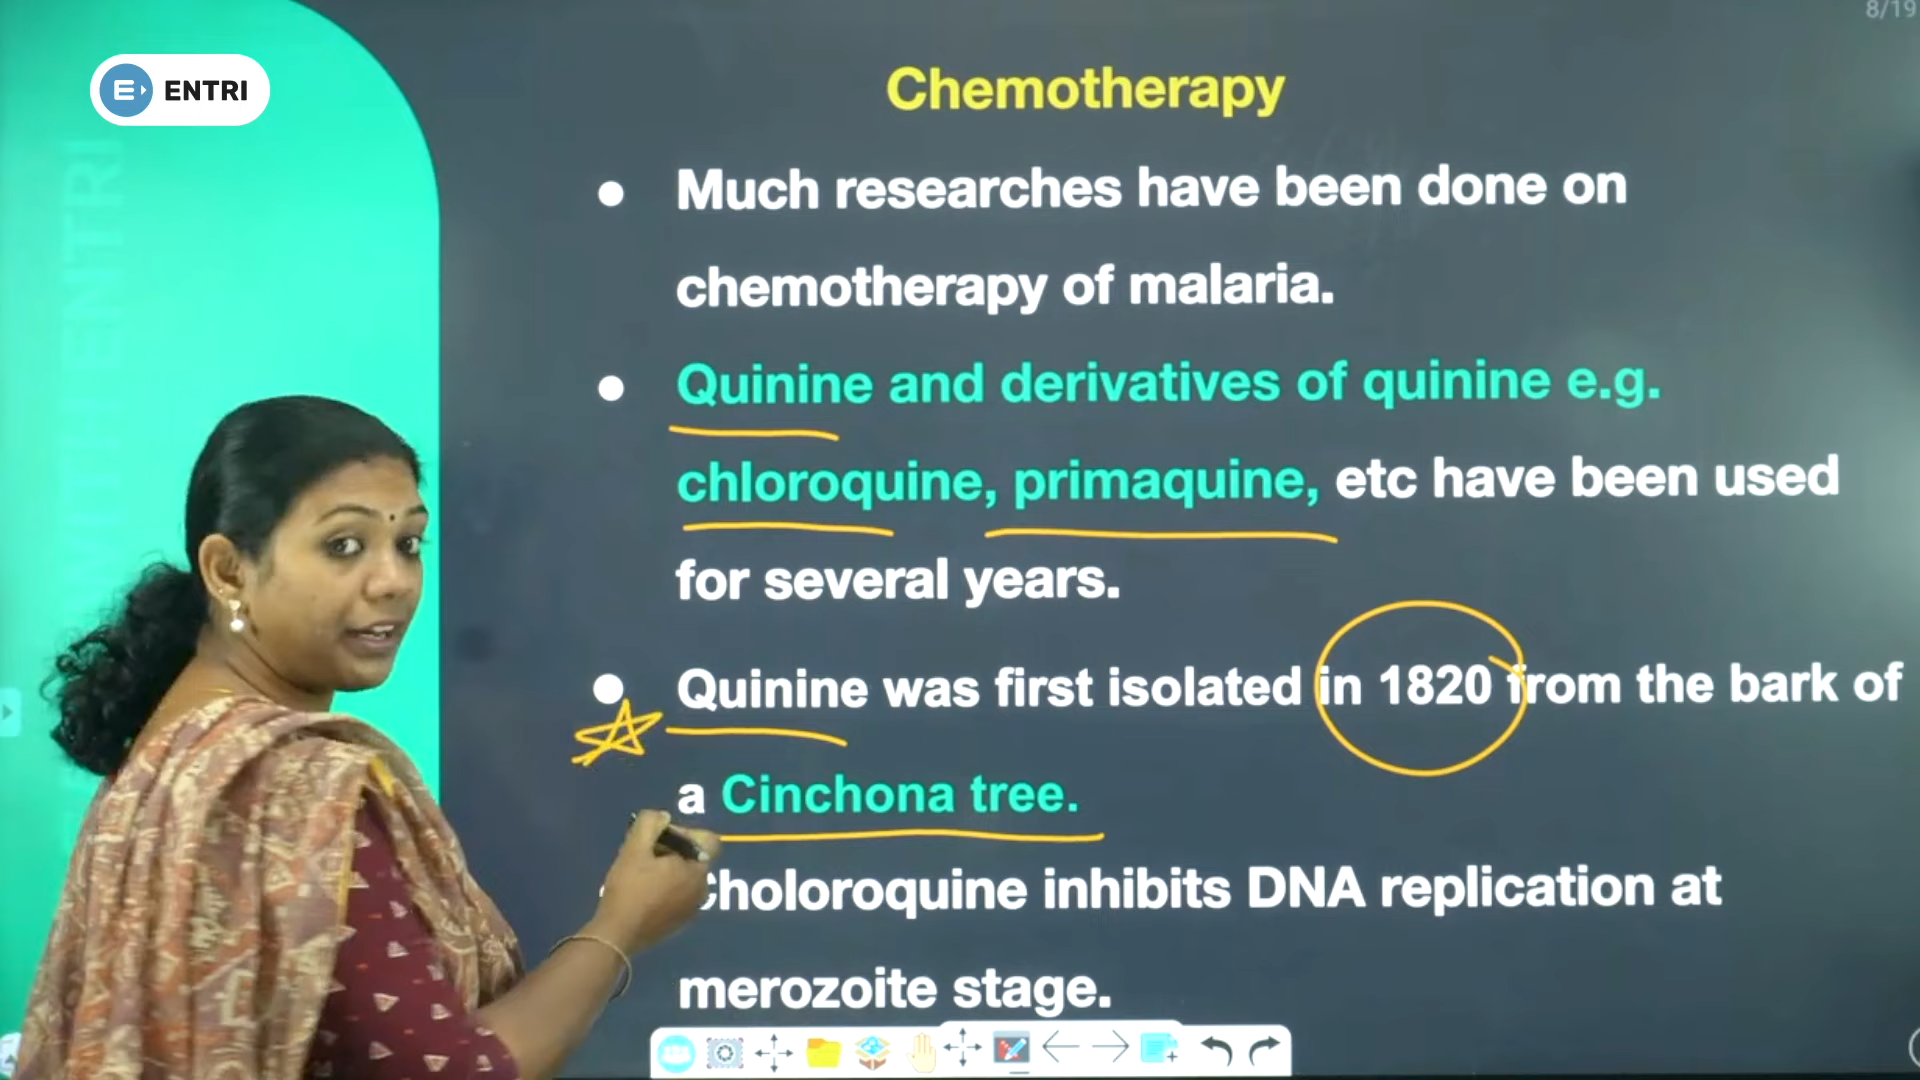 8/19
ENTRI
WITH ENTRI
Chemotherapy
Much researches have been done on
chemotherapy of malaria.
Quinine and derivatives of quinine e.g.
chloroquine, primaquine, etc have been used
for several years.
Quinine was first isolated in 1820 from the bark of
a Cinchona tree.
Choloroquine inhibits DNA replication at
merozoite stage.